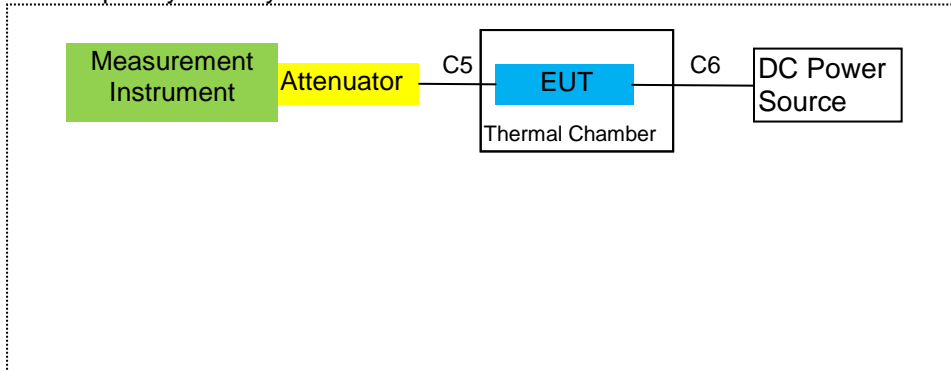 Measurement
Instrument
Attenuator
C5
EUT
Thermal Chamber
C6
DC Power
Source